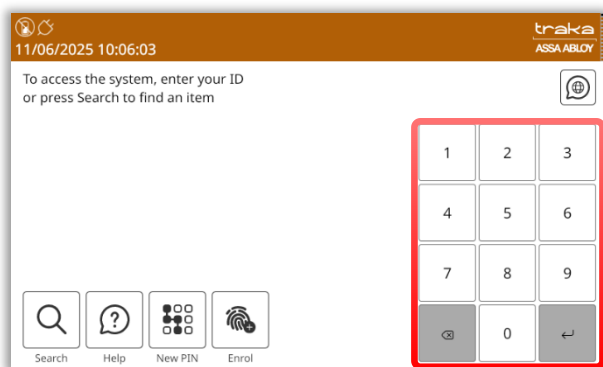 traka
11/06/2025 10:06:03
ASSA ABLOY
To access the system, enter your ID
or press Search to find an item
1 2 3
4 5 6
7 8 9
0
Search Help New PIN Enrol